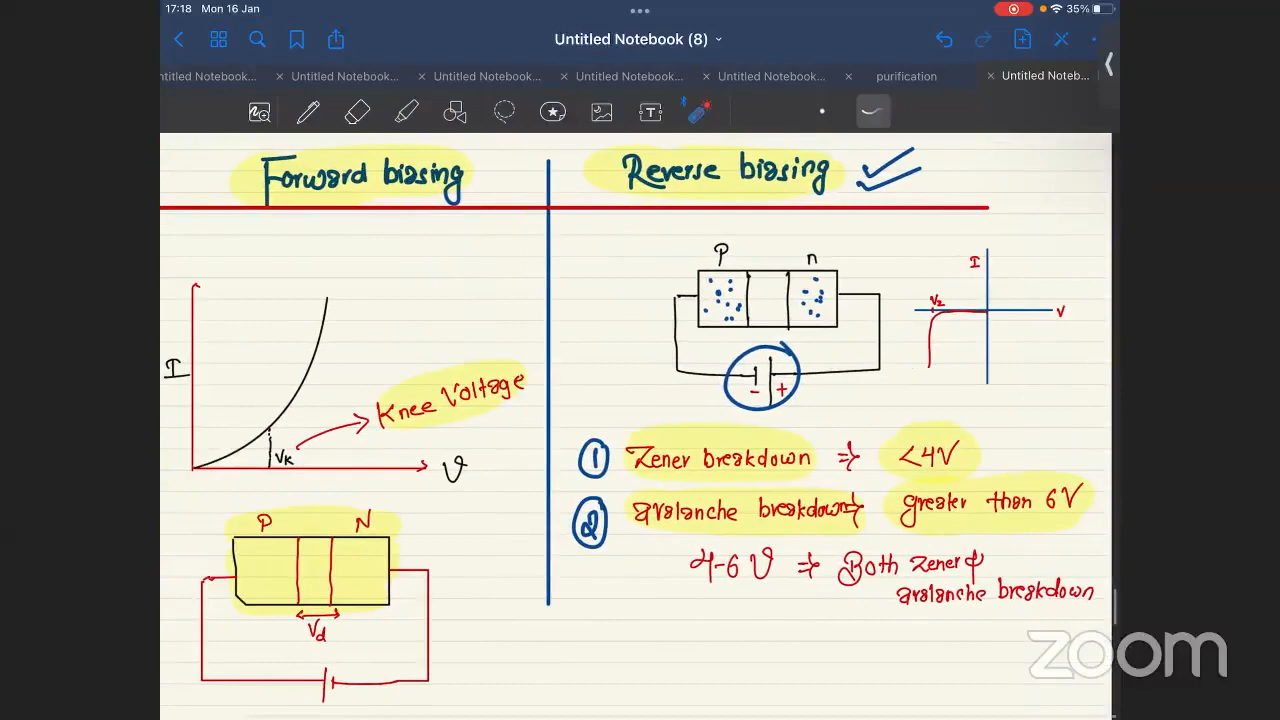 17:18 Mon 16 Jan
35%
Untitled Notebook (8)
ntitled Notebook...
Untitled Notebook...
Untitled Notebook...
Untitled Notebook...
Untitled Notebook...
purification
Untitled Noteb...
T
Forward biasing
Reverse biasing
P n
I
Vz
V
- +
I
Knee Voltage
VK
V
① Zener breakdown ⇒ <4V
② avalanche breakdown⇒ greater than 6V
4-6 V ⇒ Both zener &
avalanche breakdown
P N
Vd
zoom